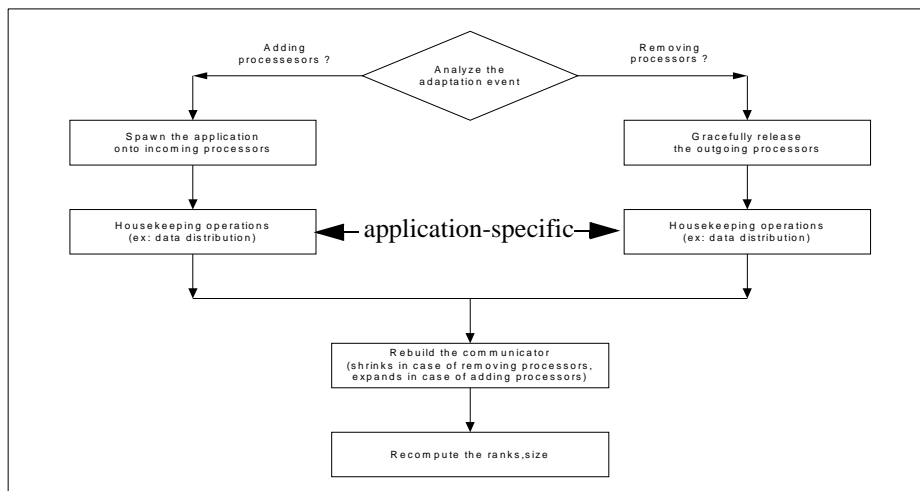 Adding
processesors ?
Removing
processors ?
Analyze the
adaptation event
Spawn the application
onto incoming processors
Gracefully release
the outgoing processors
Housekeeping operations
(ex: data distribution)
application-specific
Housekeeping operations
(ex: data distribution)
Rebuild the communicator
(shrinks in case of removing processors,
expands in case of adding processors)
Recompute the ranks,size